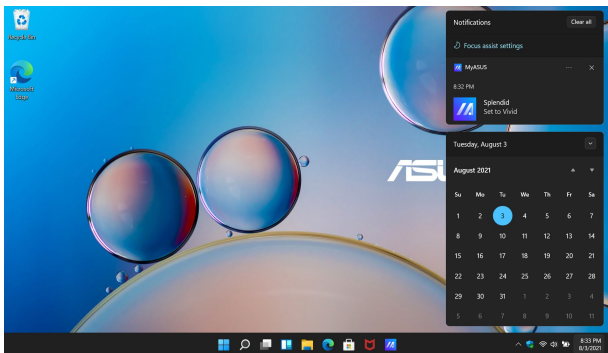 Recycle Bin
Microsoft
Edge
Notifications
Clear all
Focus assist settings
MyASUS
8:32 PM
Splendid
Set to Vivid
Tuesday, August 3
August 2021
Su Mo Tu We Th Fr Sa
1 2 3 4 5 6 7
8 9 10 11 12 13 14
15 16 17 18 19 20 21
22 23 24 25 26 27 28
29 30 31 1 2 3 4
5 6 7 8 9 10 11
8:33 PM
8/3/2021